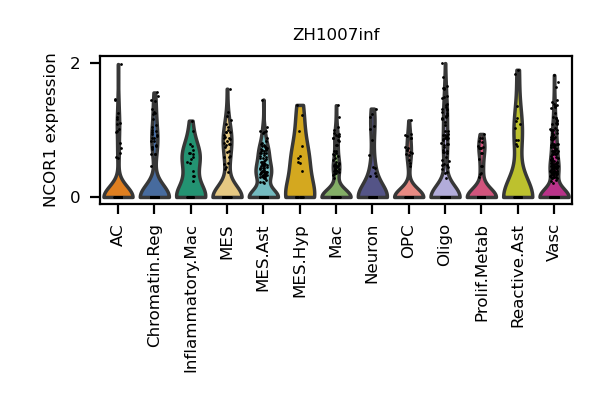 ZH1007inf
NCOR1 expression
2
0
AC
Chromatin.Reg
Inflammatory.Mac
MES
MES.Ast
MES.Hyp
Mac
Neuron
OPC
Oligo
Prolif.Metab
Reactive.Ast
Vasc